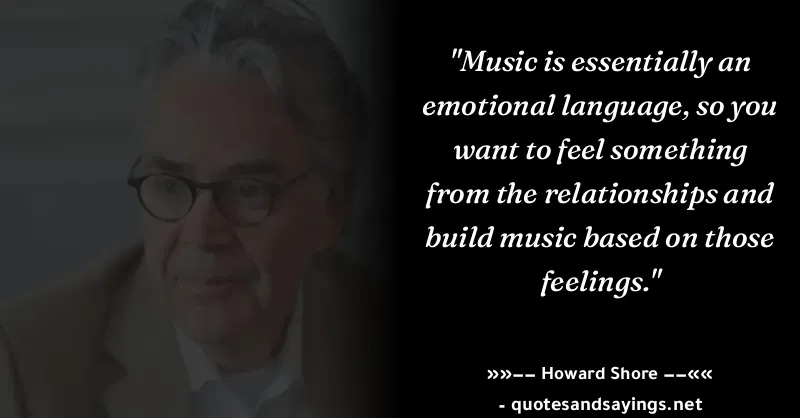 "Music is essentially an
emotional language, so you
want to feel something
from the relationships and
build music based on those
feelings."
»»−− Howard Shore −−««
- quotesandsayings.net